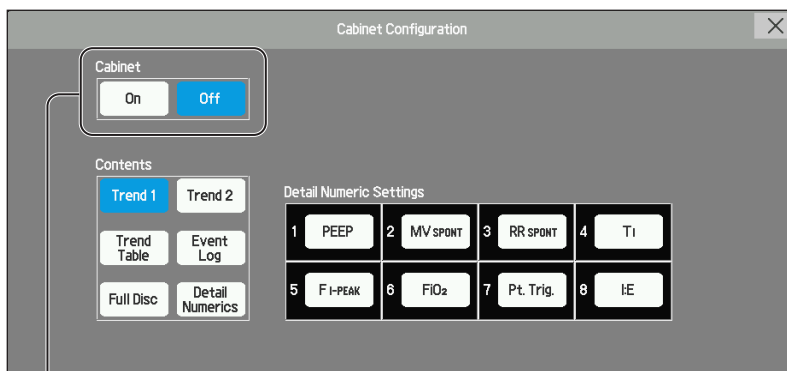 Cabinet Configuration
Cabinet
On Off
Contents
Trend 1 Trend 2
Detail Numeric Settings
Trend
Table
Event
Log
1 PEEP 2 MV SPONT 3 RR SPONT 4 TI
Full Disc
Detail
Numerics
5 F I-PEAK 6 FiO2 7 Pt. Trig. 8 I:E